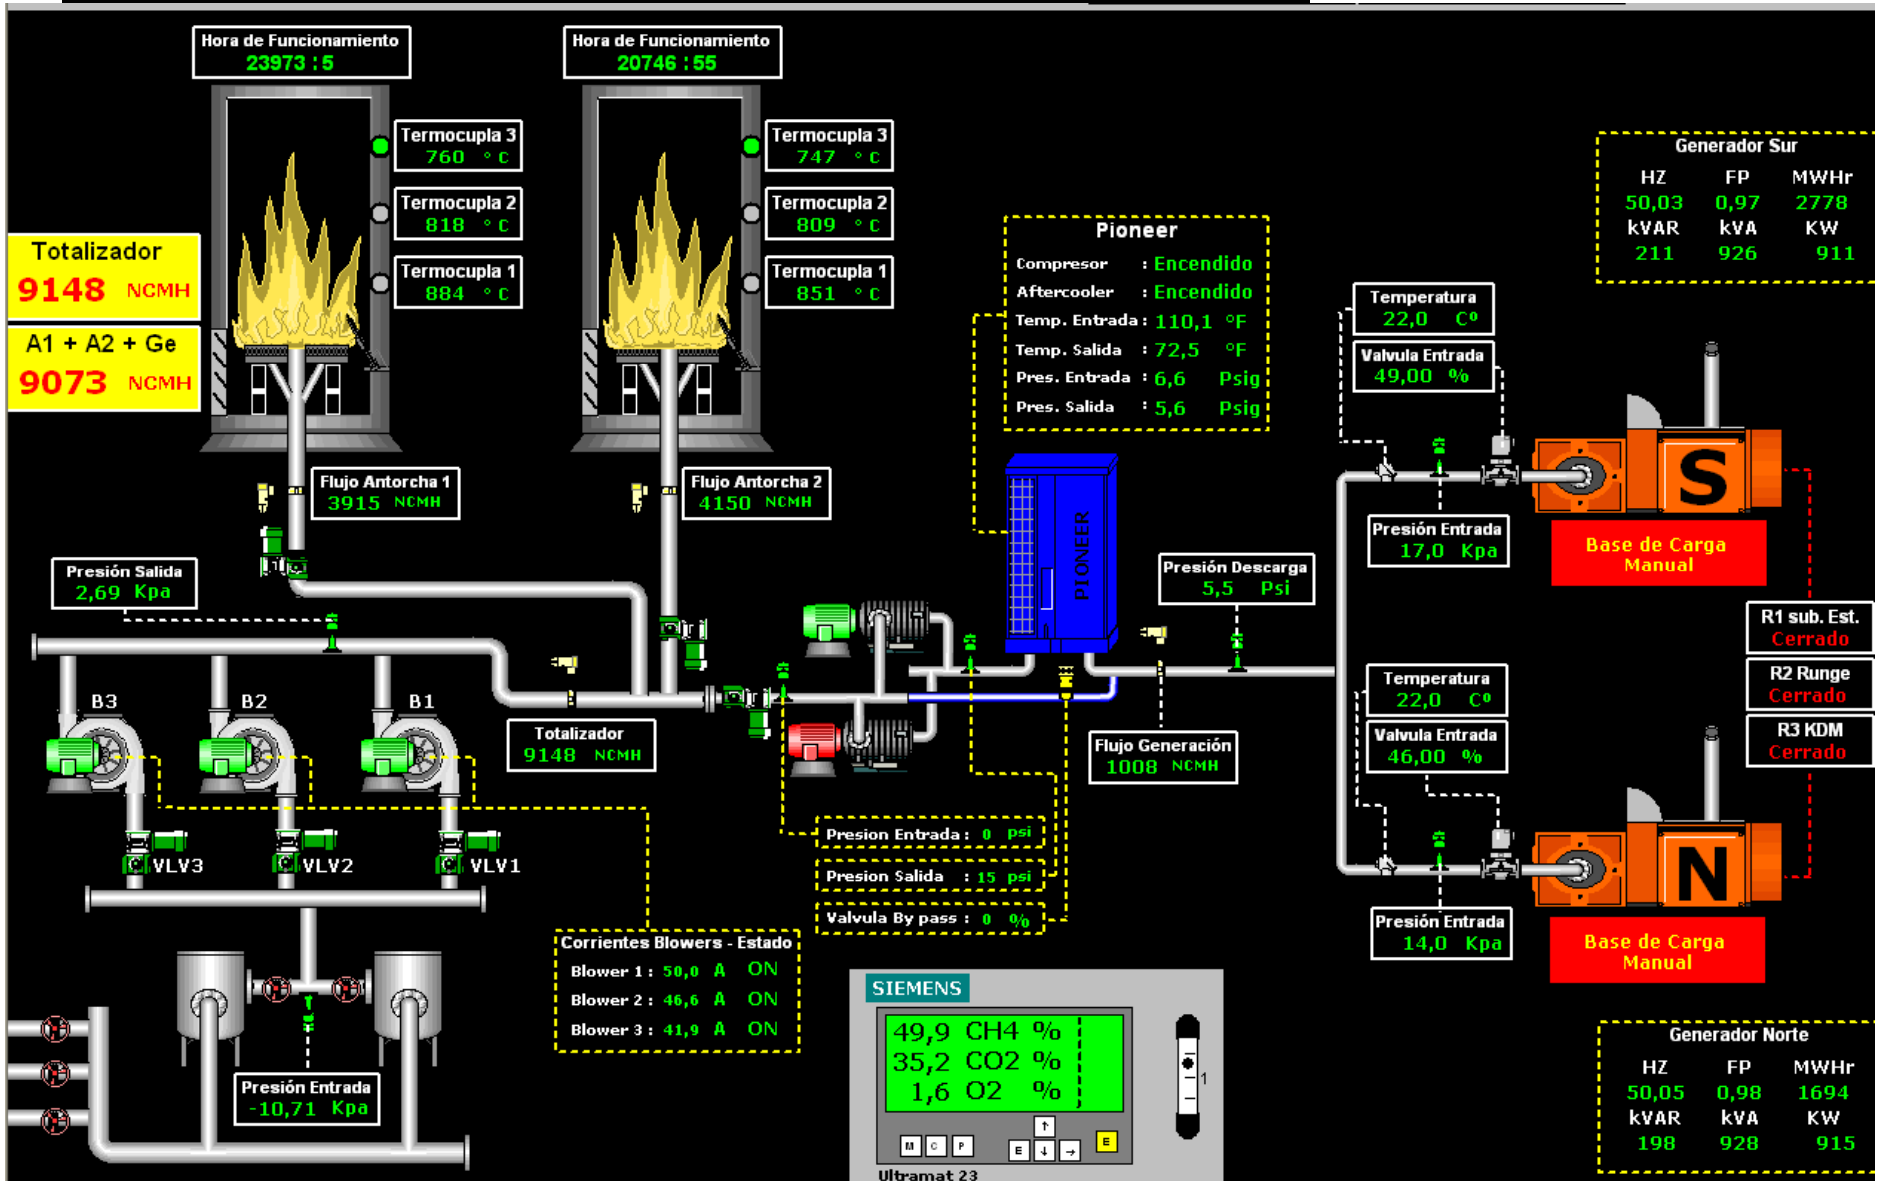 Hora de Funcionamiento
23973 : 5
Hora de Funcionamiento
20746 : 55
Termocupla 3
760 ° C
Termocupla 2
818 ° C
Termocupla 1
884 ° C
Termocupla 3
747 ° C
Termocupla 2
809 ° C
Termocupla 1
851 ° C
Totalizador
9148 NCMH
A1 + A2 + Ge
9073 NCMH
Pioneer
Compresor : Encendido
Aftercooler : Encendido
Temp. Entrada : 110,1 °F
Temp. Salida : 72,5 °F
Pres. Entrada : 6,6 Psig
Pres. Salida : 5,6 Psig
Generador Sur
HZ FP MWHr
50,03 0,97 2778
kVAR kVA KW
211 926 911
Temperatura
22,0 Cº
Valvula Entrada
49,00 %
Flujo Antorcha 1
3915 NCMH
Flujo Antorcha 2
4150 NCMH
PIONEER
S
Presión Entrada
17,0 Kpa
Base de Carga
Manual
Presión Salida
2,69 Kpa
Presión Descarga
5,5 Psi
R1 sub. Est.
Cerrado
R2 Runge
Cerrado
R3 KDM
Cerrado
Temperatura
22,0 Cº
Valvula Entrada
46,00 %
B3
B2
B1
Totalizador
9148 NCMH
Flujo Generación
1008 NCMH
VLV3
VLV2
VLV1
Presion Entrada : 0 psi
Presion Salida : 15 psi
Valvula By pass : 0 %
N
Presión Entrada
14,0 Kpa
Base de Carga
Manual
Corrientes Blowers - Estado
Blower 1 : 50,0 A ON
Blower 2 : 46,6 A ON
Blower 3 : 41,9 A ON
Presión Entrada
-10,71 Kpa
SIEMENS
49,9 CH4 %
35,2 CO2 %
1,6 O2 %
1
M C P
↑
E ↓ →
E
Ultramat 23
Generador Norte
HZ FP MWHr
50,05 0,98 1694
kVAR kVA KW
198 928 915